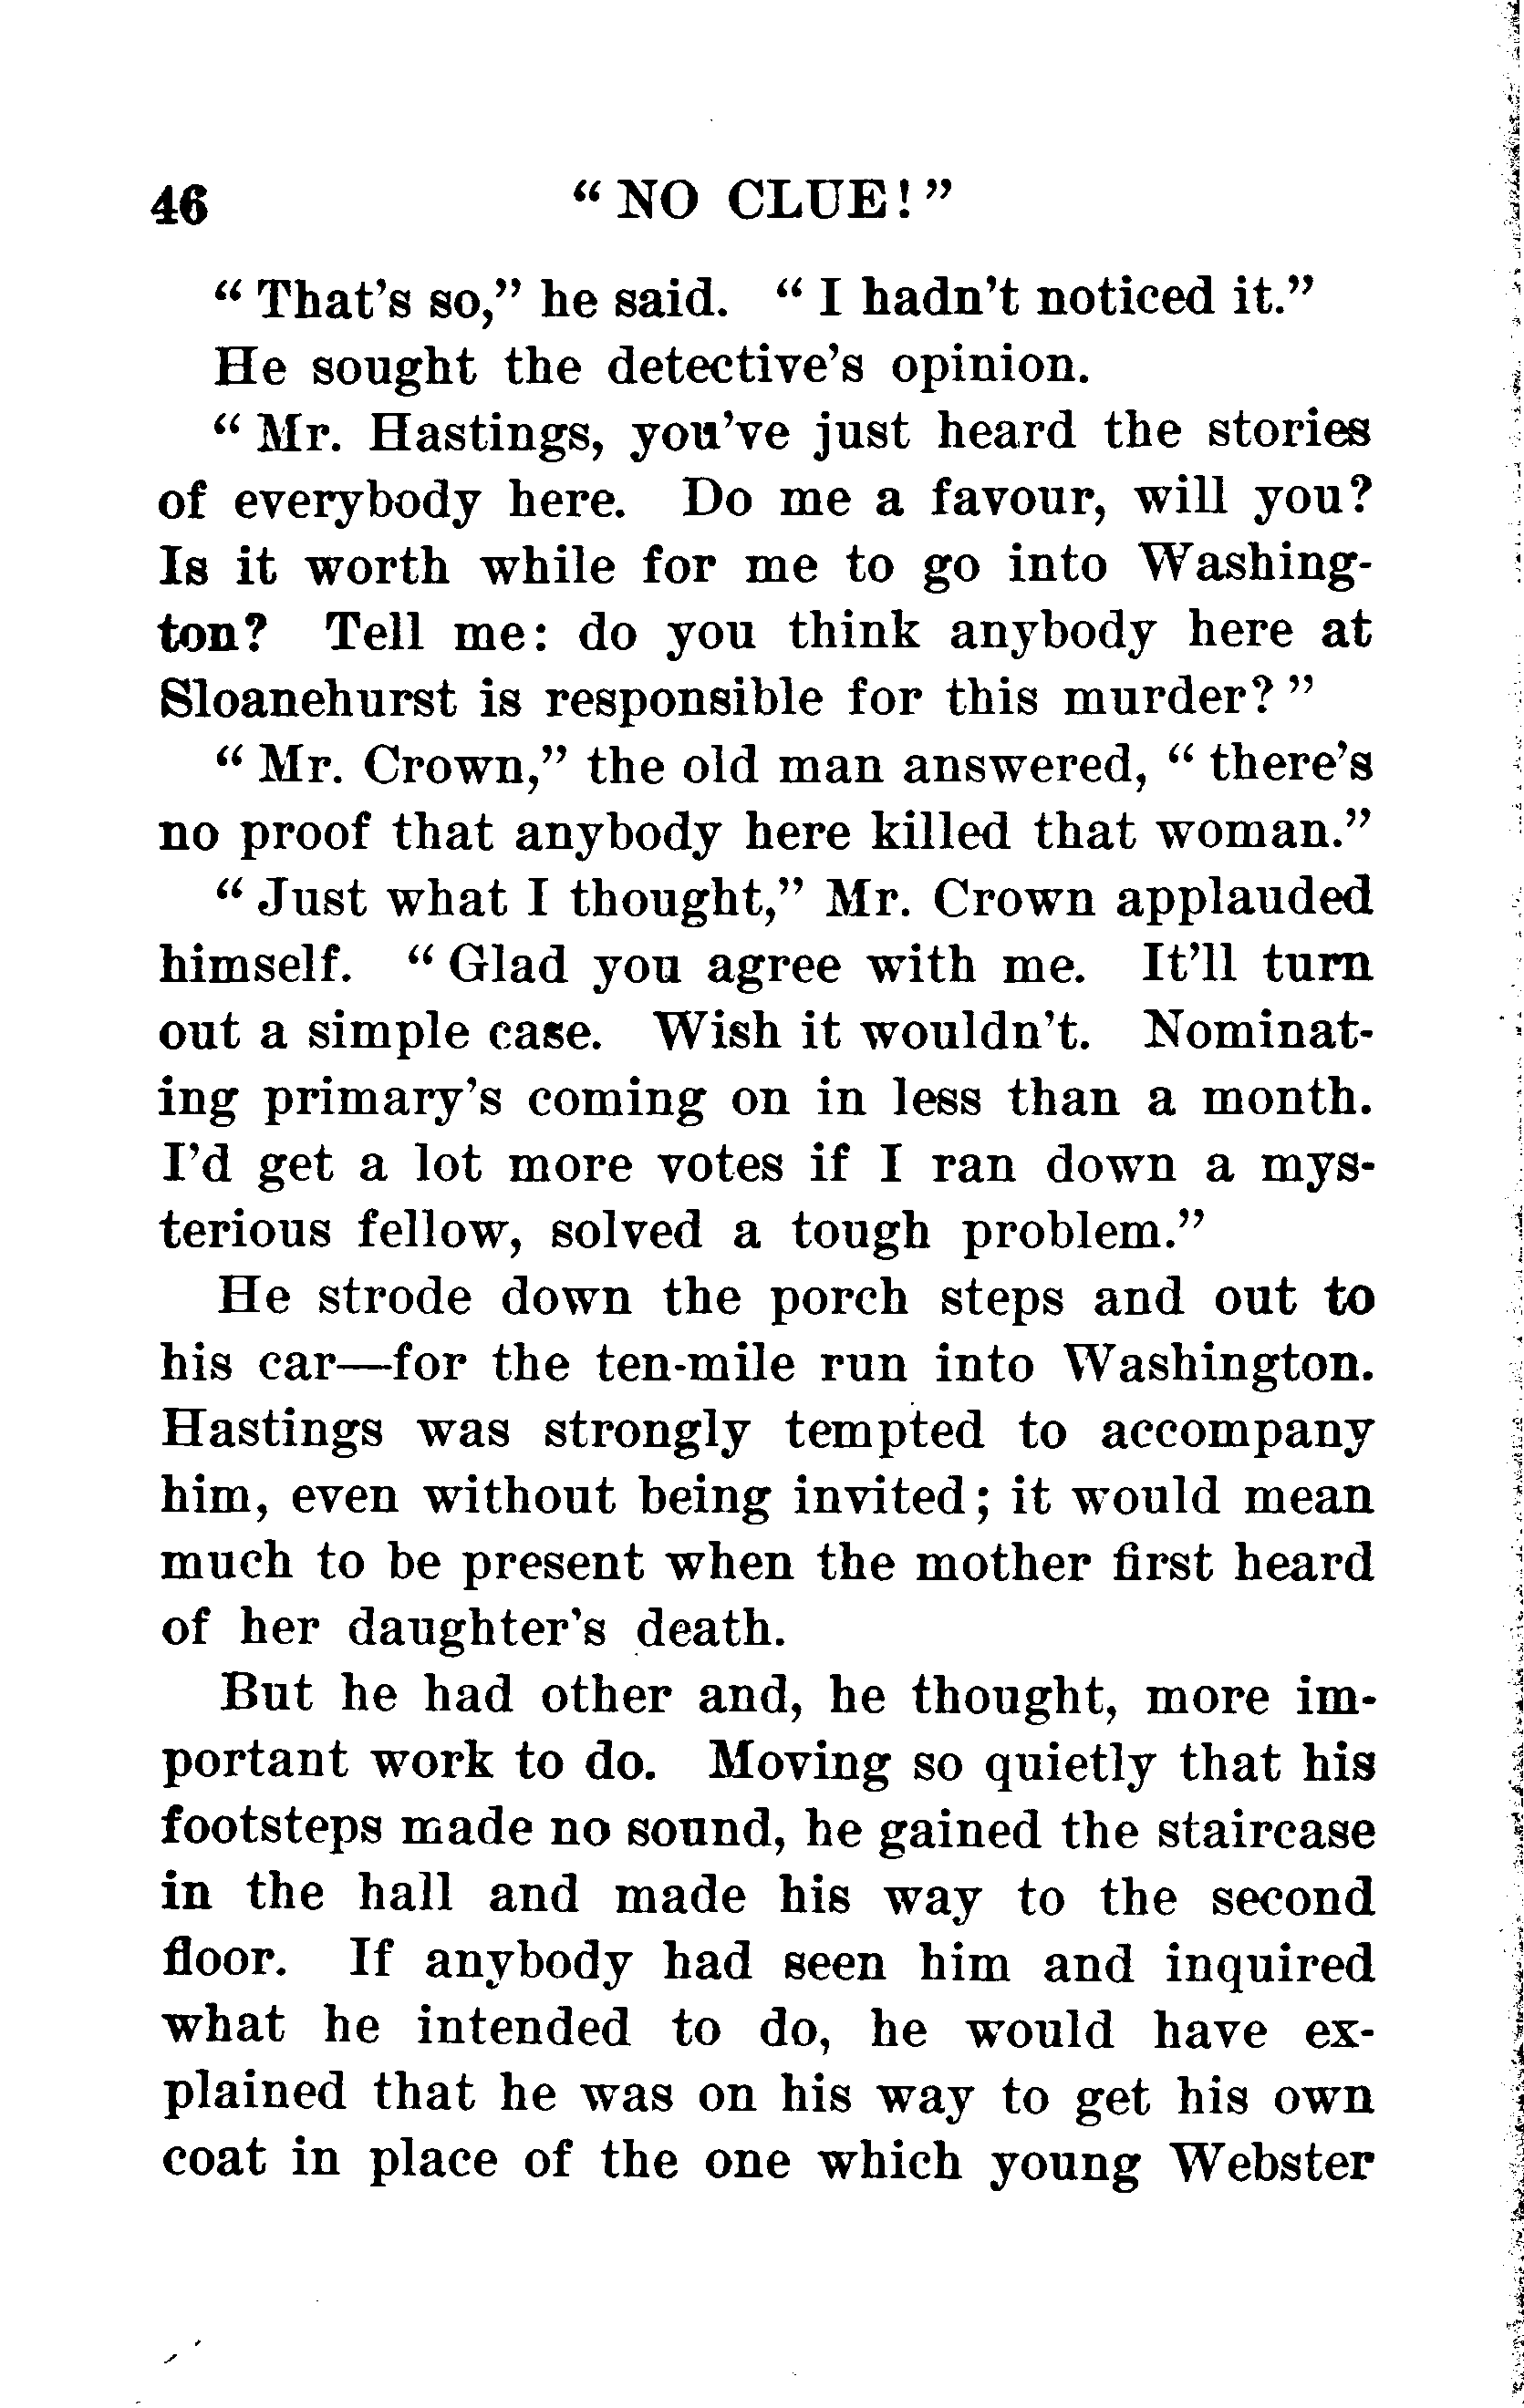 46 “ NO CLUE! ”
“ That’s so,” he said. “ I hadn’t noticed it.”
He sought the detective’s opinion.
“ Mr. Hastings, you’ve just heard the stories
of everybody here. Do me a favour, will you?
Is it worth while for me to go into Washing-
ton? Tell me: do you think anybody here at
Sloanehurst is responsible for this murder? ”
“ Mr. Crown,” the old man answered, “ there’s
no proof that anybody here killed that woman.”
“ Just what I thought,” Mr. Crown applauded
himself. “ Glad you agree with me. It’ll turn
out a simple case. Wish it wouldn’t. Nominat-
ing primary’s coming on in less than a month.
I’d get a lot more votes if I ran down a mys-
terious fellow, solved a tough problem.”
He strode down the porch steps and out to
his car—for the ten-mile run into Washington.
Hastings was strongly tempted to accompany
him, even without being invited; it would mean
much to be present when the mother first heard
of her daughter’s death.
But he had other and, he thought, more im-
portant work to do. Moving so quietly that his
footsteps made no sound, he gained the staircase
in the hall and made his way to the second
floor. If anybody had seen him and inquired
what he intended to do, he would have ex-
plained that he was on his way to get his own
coat in place of the one which young Webster